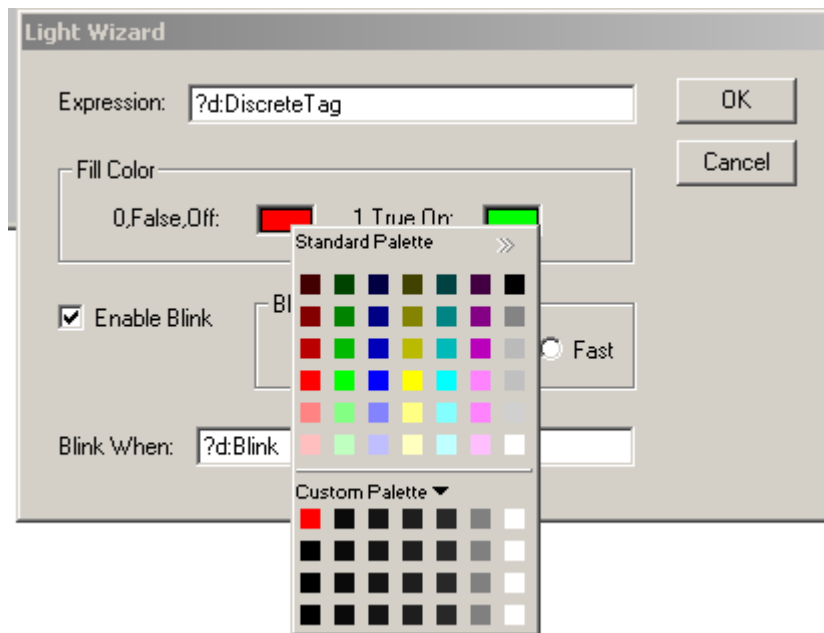 Light Wizard
Expression: ?d:DiscreteTag
OK
Cancel
Fill Color
0,False,Off: 1,True,On:
Standard Palette
Enable Blink
Bl
Fast
Blink When: ?d:Blink
Custom Palette